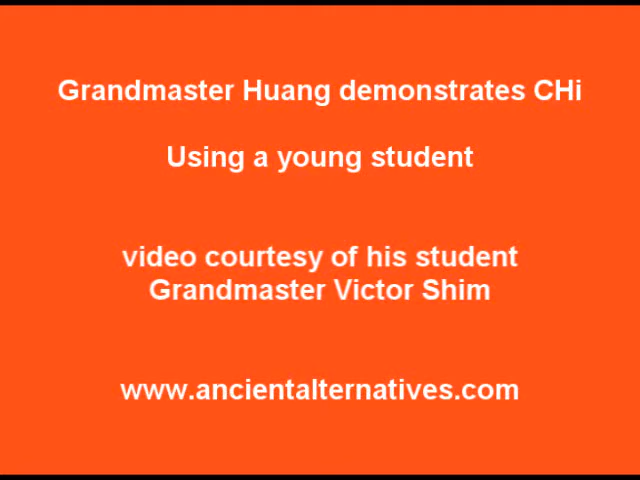 Grandmaster Huang demonstrates CHi
Using a young student
video courtesy of his student
Grandmaster Victor Shim
www.ancientalternatives.com